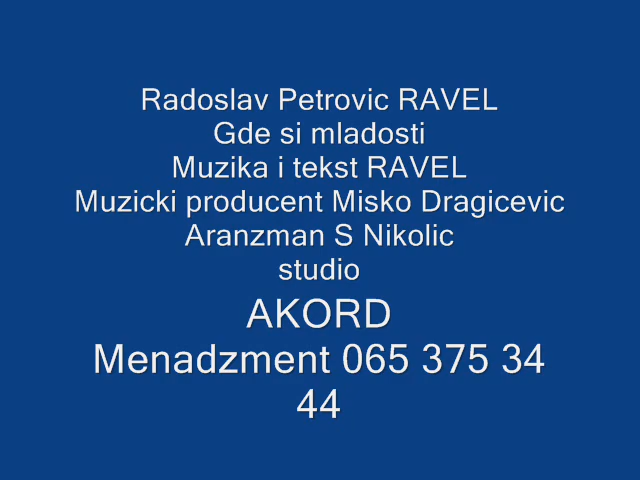 Radoslav Petrovic RAVEL
Gde si mladosti
Muzika i tekst RAVEL
Muzicki producent Misko Dragicevic
Aranzman S Nikolic
studio
AKORD
Menadzment 065 375 34
44